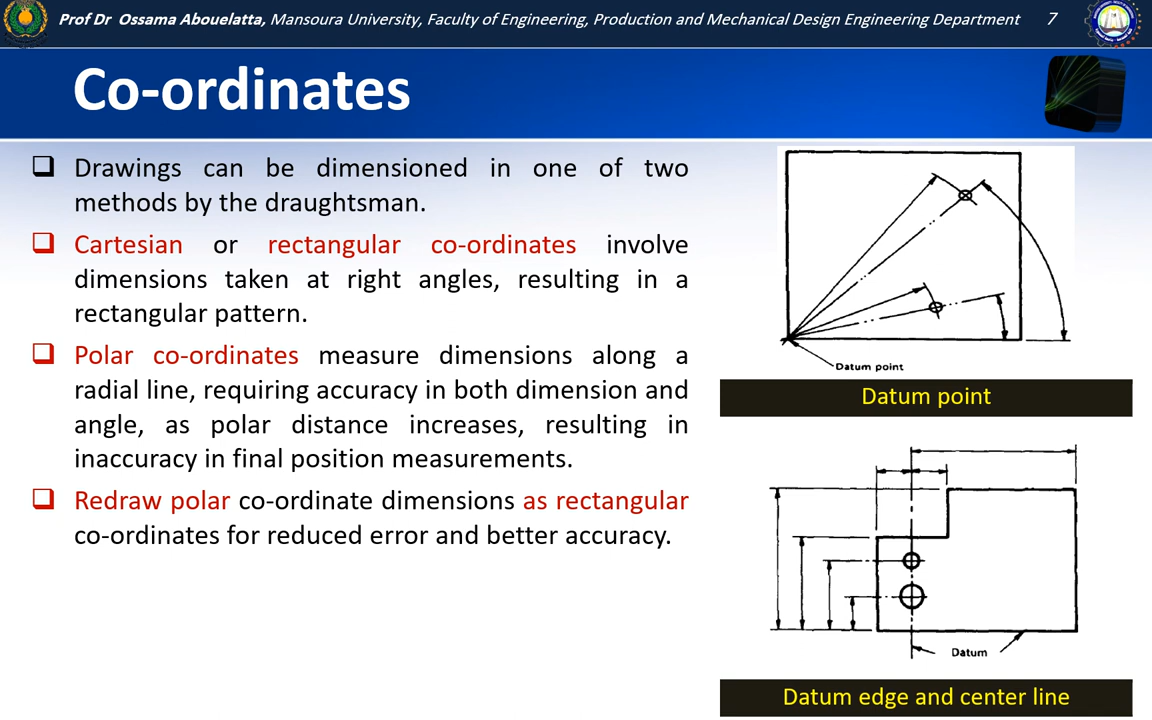 Prof Dr Ossama Abouelatta, Mansoura University, Faculty of Engineering, Production and Mechanical Design Engineering Department 7
Co-ordinates
Drawings can be dimensioned in one of two
methods by the draughtsman.
Cartesian or rectangular co-ordinates involve
dimensions taken at right angles, resulting in a
rectangular pattern.
Polar co-ordinates measure dimensions along a
radial line, requiring accuracy in both dimension and
angle, as polar distance increases, resulting in
inaccuracy in final position measurements.
Redraw polar co-ordinate dimensions as rectangular
co-ordinates for reduced error and better accuracy.
Datum point
Datum point
Datum
Datum edge and center line